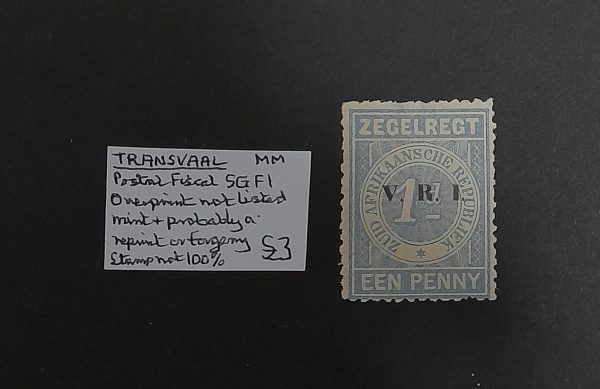 TRANSVAAL MM
Postal Fiscal SG F1
Overprint not listed
mint + probably a
reprint or forgery £3
Stamp not 100%
ZEGELREGT
ZUID AFRIKAANSCHE REPUBLIEK
V. R. I.
1D
EEN PENNY